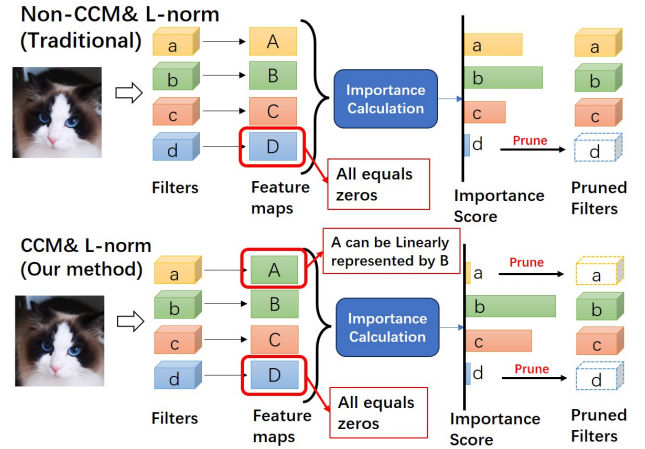 Non-CCM& L-norm
(Traditional)
a
A
b
B
c
C
d
D
Filters
Feature
maps
All equals
zeros
Importance
Calculation
a
b
c
d
Prune
Importance
Score
a
b
c
d
Pruned
Filters
CCM& L-norm
(Our method)
A can be Linearly
represented by B
a
A
b
B
c
C
d
D
Filters
Feature
maps
All equals
zeros
Importance
Calculation
a
Prune
b
c
d
Prune
Importance
Score
a
b
c
d
Pruned
Filters